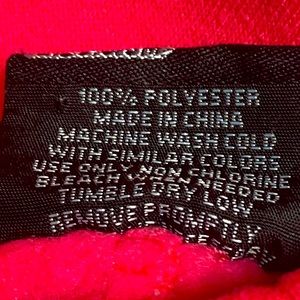 100% POLYESTER
MADE IN CHINA
MACHINE WASH COLD
WITH SIMILAR COLORS
USE ONLY NON CHLORINE
BLEACH NEEDED
TUMBLE DRY LOW
REMOVE PROMPTLY